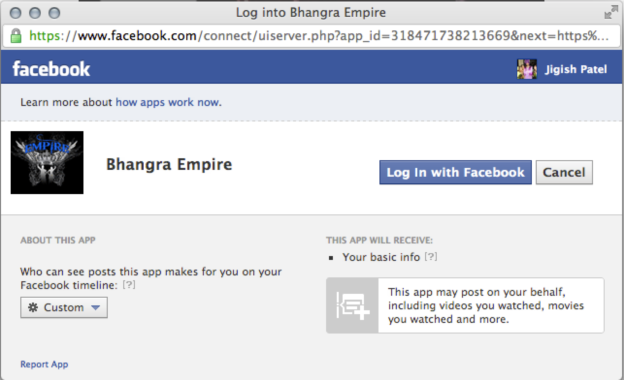 Log into Bhangra Empire
https://www.facebook.com/connect/uiserver.php?app_id=318471738213669&next=https%...
facebook
Jigish Patel
Learn more about how apps work now.
EMPIRE
Bhangra Empire
Log In with Facebook
Cancel
ABOUT THIS APP
Who can see posts this app makes for you on your
Facebook timeline: [?]
Custom
THIS APP WILL RECEIVE:
▪ Your basic info [?]
This app may post on your behalf,
including videos you watched, movies
you watched and more.
Report App